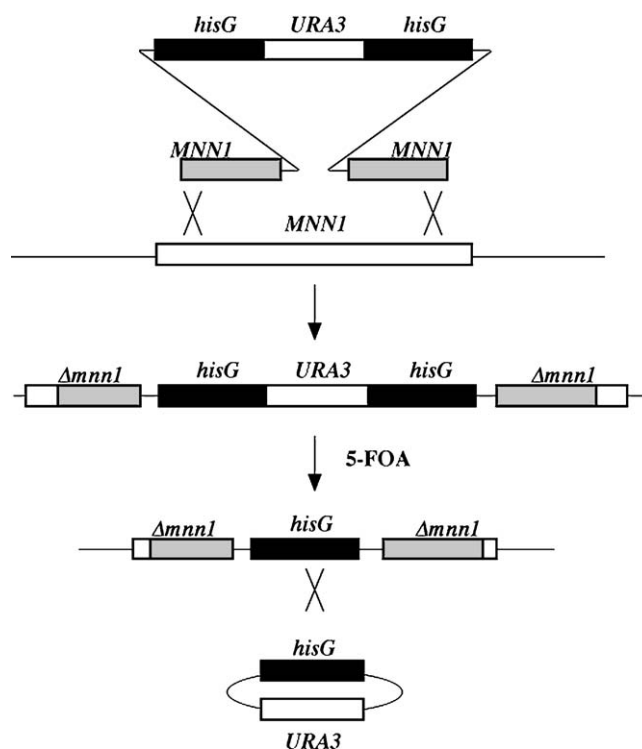 hisG URA3 hisG
MNN1 MNN1
MNN1
Δmnn1 hisG URA3 hisG Δmnn1
5-FOA
Δmnn1 hisG Δmnn1
hisG
URA3